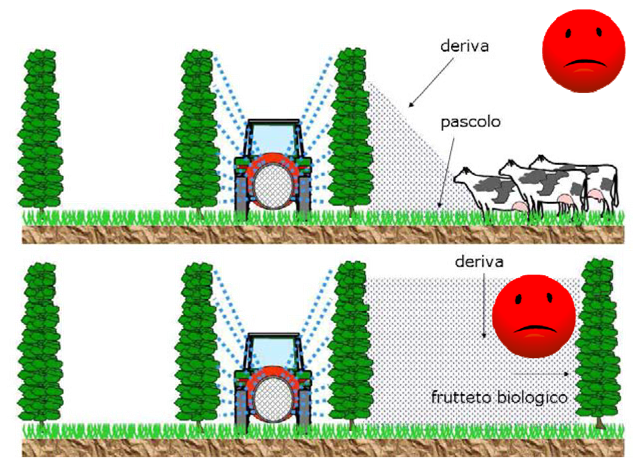 deriva
pascolo
deriva
frutteto biologico